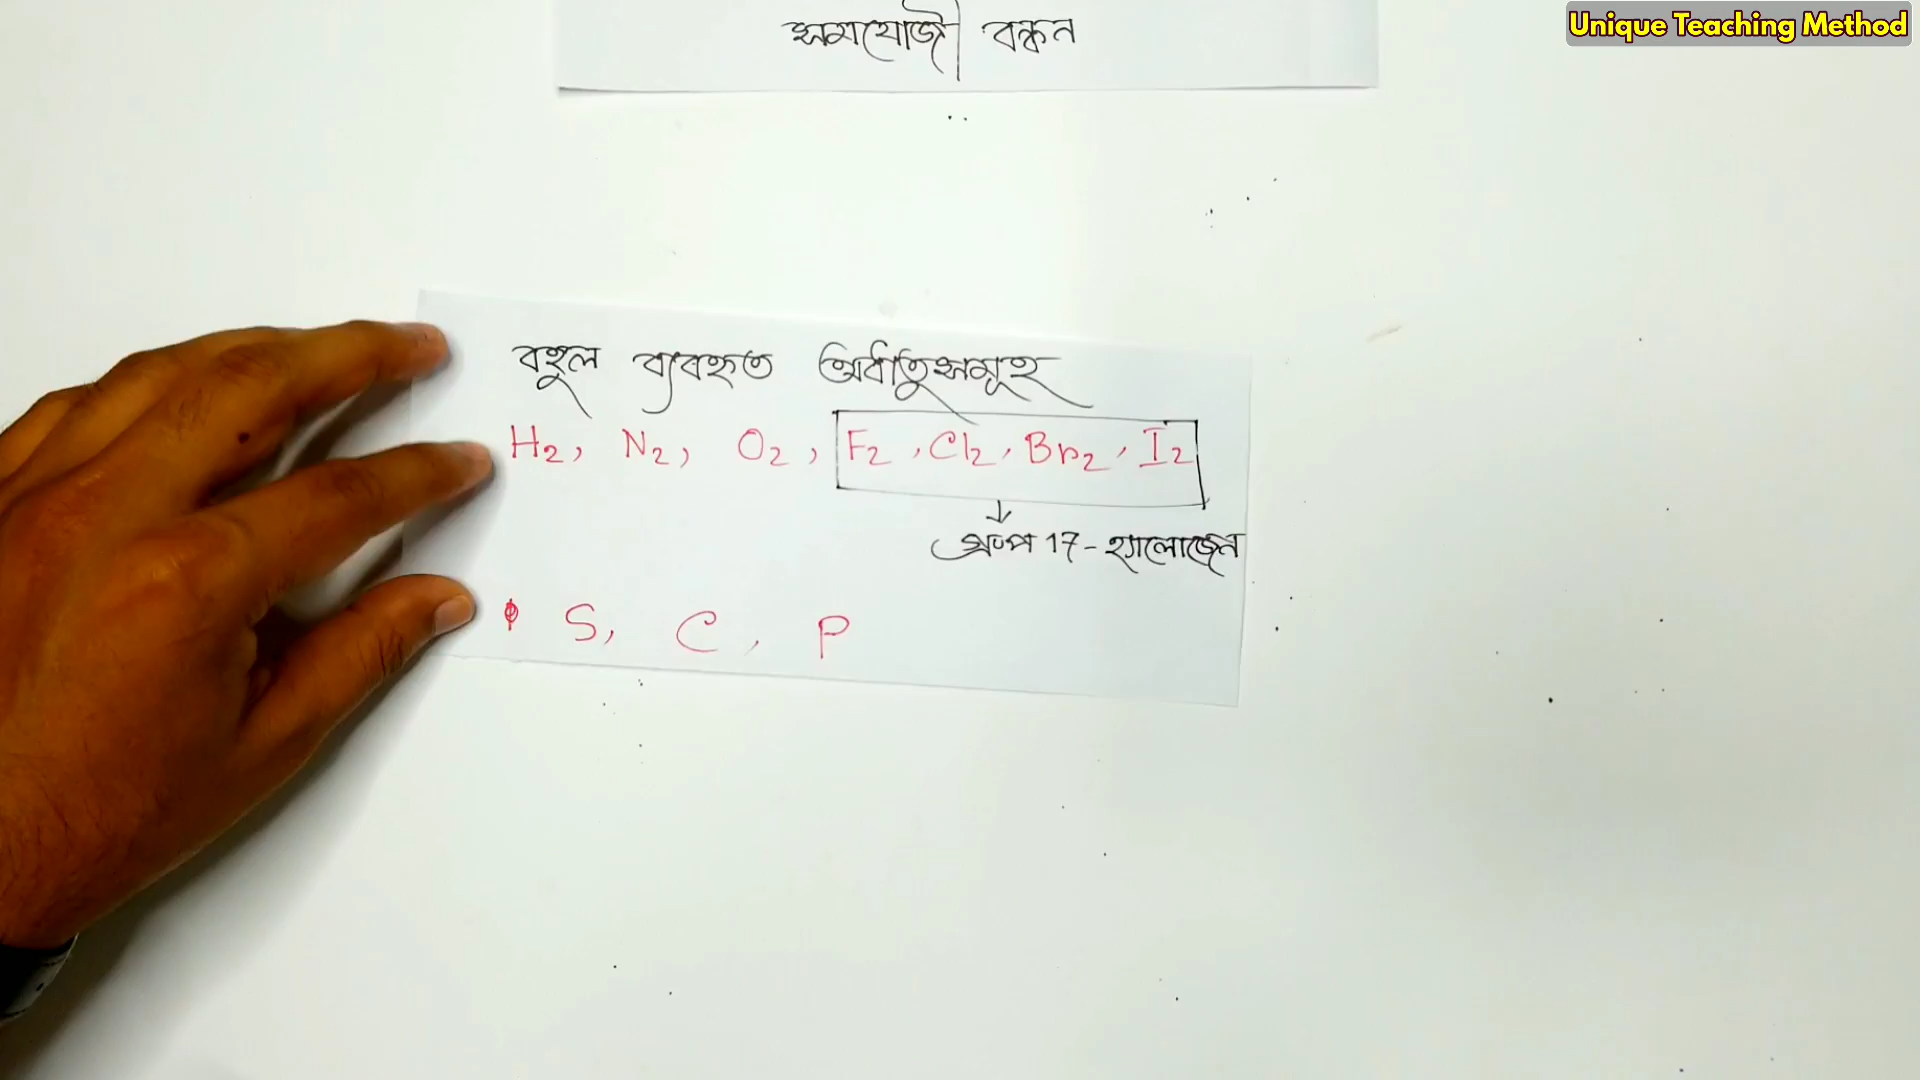 সমযোজী বন্ধন
Unique Teaching Method
বহুল ব্যবহৃত অধাতুসমূহ
H₂, N₂, O₂, F₂, Cl₂, Br₂, I₂
↓
গ্রুপ 17 - হ্যালোজেন
S, C, P